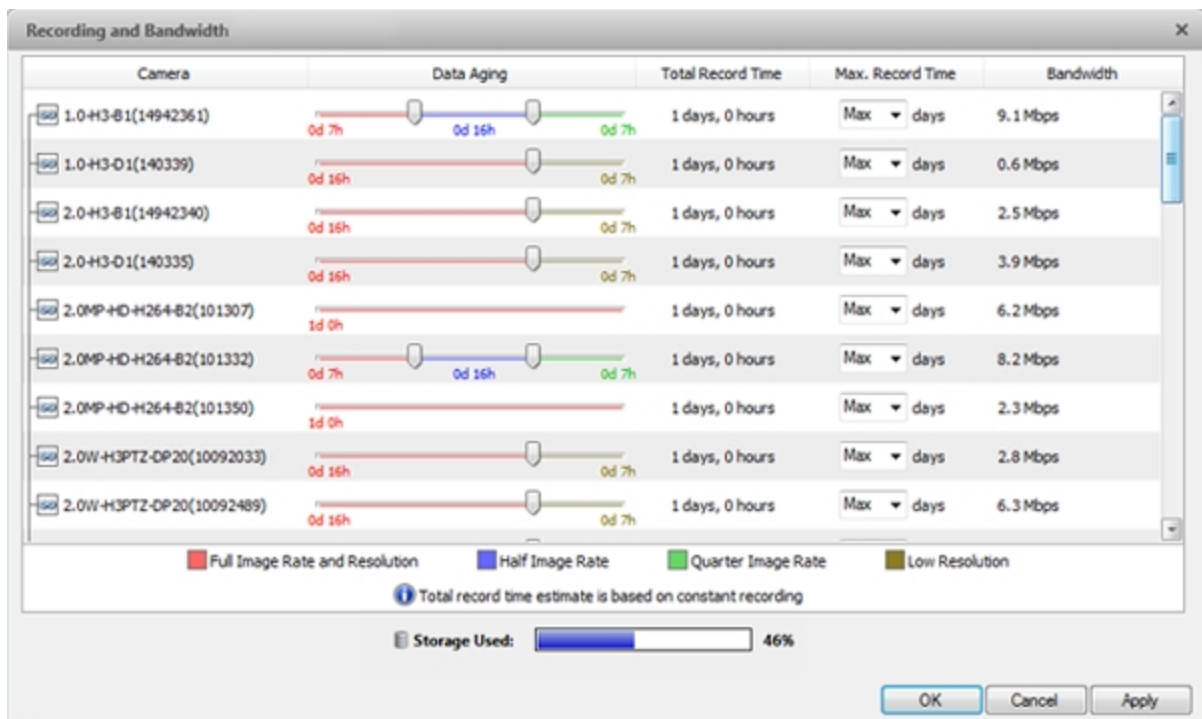 Recording and Bandwidth
Camera Data Aging Total Record Time Max. Record Time Bandwidth
1.0-H3-B1(14942361) 0d 7h 0d 16h 0d 7h 1 days, 0 hours Max days 9.1 Mbps
1.0-H3-D1(140339) 0d 16h 0d 7h 1 days, 0 hours Max days 0.6 Mbps
2.0-H3-B1(14942340) 0d 16h 0d 7h 1 days, 0 hours Max days 2.5 Mbps
2.0-H3-D1(140335) 0d 16h 0d 7h 1 days, 0 hours Max days 3.9 Mbps
2.0MP-HD-H264-B2(101307) 1d 0h 1 days, 0 hours Max days 6.2 Mbps
2.0MP-HD-H264-B2(101332) 0d 7h 0d 16h 0d 7h 1 days, 0 hours Max days 8.2 Mbps
2.0MP-HD-H264-B2(101350) 1d 0h 1 days, 0 hours Max days 2.3 Mbps
2.0W-H3PTZ-DP20(10092033) 0d 16h 0d 7h 1 days, 0 hours Max days 2.8 Mbps
2.0W-H3PTZ-DP20(10092489) 0d 16h 0d 7h 1 days, 0 hours Max days 6.3 Mbps
Full Image Rate and Resolution Half Image Rate Quarter Image Rate Low Resolution
Total record time estimate is based on constant recording
Storage Used: 46%
OK Cancel Apply